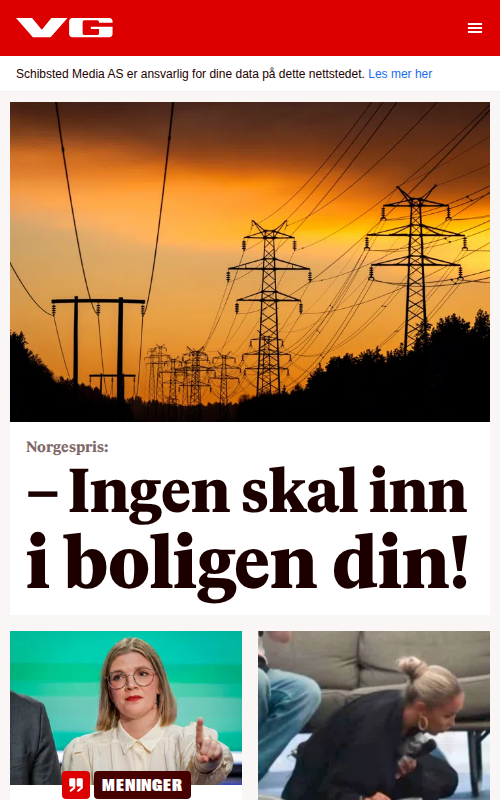 VG
Schibsted Media AS er ansvarlig for dine data på dette nettstedet. Les mer her
Norgespris:
– Ingen skal inn
i boligen din!
MENINGER